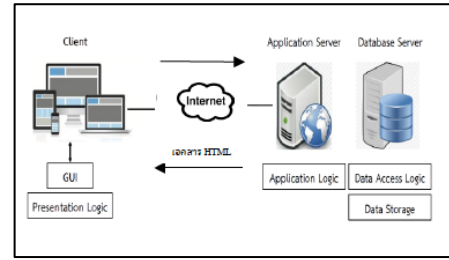 Client
Application Server
Database Server
Internet
เอกสาร HTML
GUI
Presentation Logic
Application Logic
Data Access Logic
Data Storage